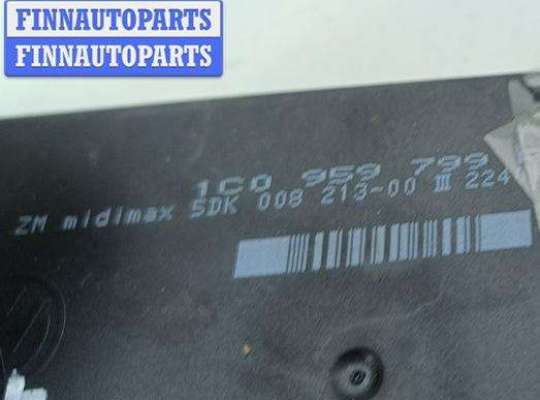 FINNAUTOPARTS
FINNAUTOPARTS
1C0 959 799
ZM midimax 5DK 008 213-00 III 224